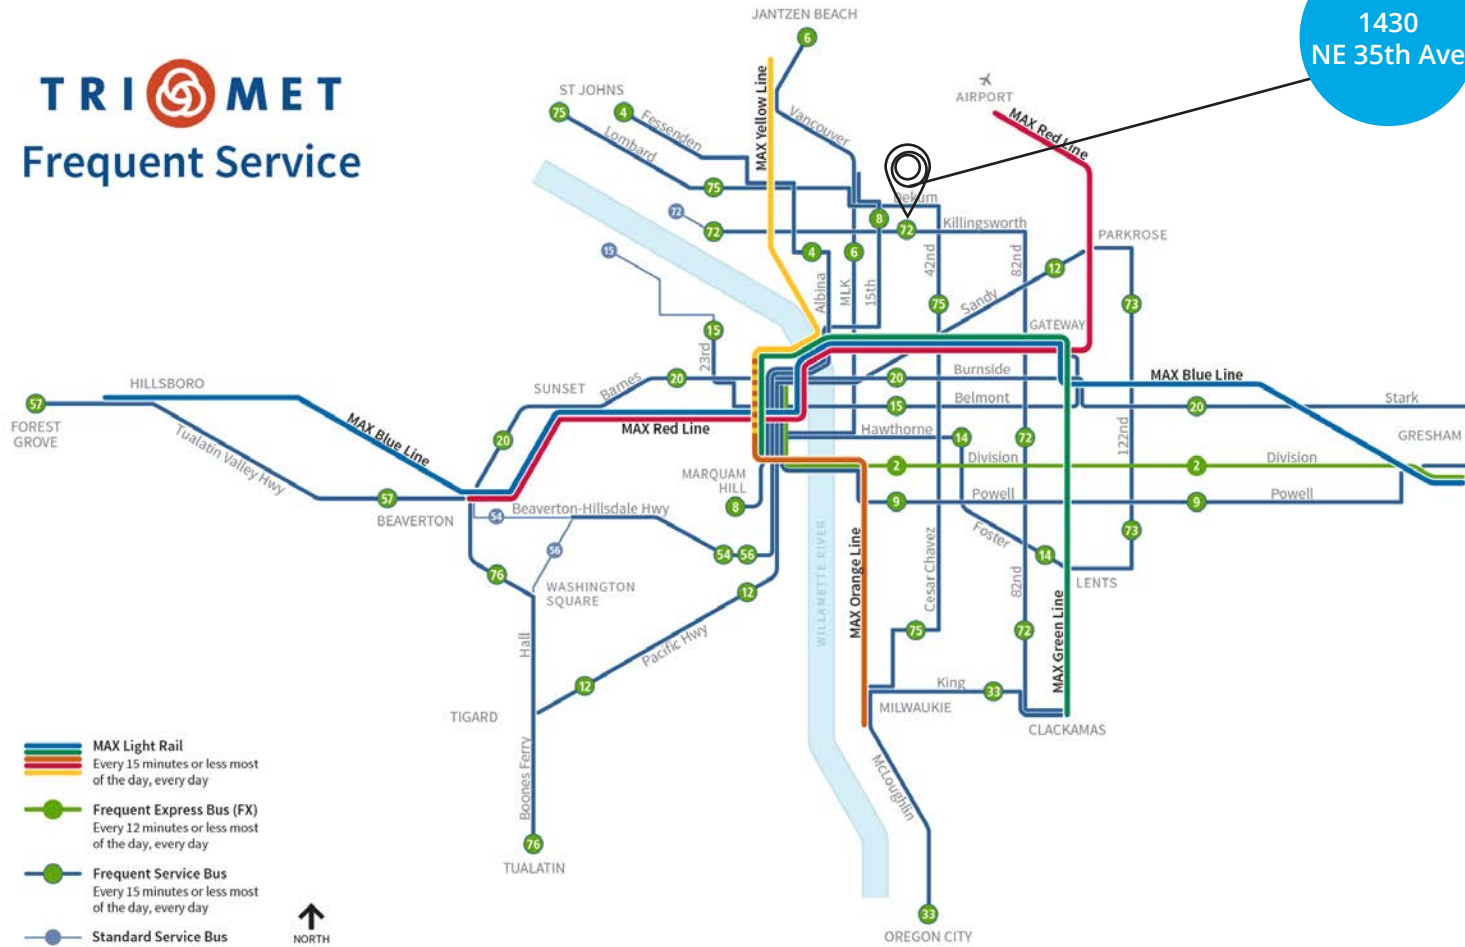 TRI MET
Frequent Service
1430
NE 35th Ave
JANTZEN BEACH
6
AIRPORT
MAX Red Line
ST JOHNS
75
4
Fessenden
Lombard
MAX Yellow Line
Vancouver
75
Dekum
72
72
8
72
Killingsworth
PARKROSE
15
4
6
42nd
82nd
12
Albina
MLK
15th
75
Sandy
73
15
23rd
GATEWAY
HILLSBORO
SUNSET
Barnes
20
20
Burnside
MAX Blue Line
57
FOREST
GROVE
15
Belmont
20
Stark
MAX Blue Line
MAX Red Line
Hawthorne
14
72
122nd
GRESHAM
Tualatin Valley Hwy
20
2
Division
2
Division
MARQUAM
HILL
57
8
9
Powell
9
Powell
BEAVERTON
54
Beaverton-Hillsdale Hwy
Foster
73
56
54
56
14
WILLAMETTE RIVER
MAX Orange Line
Cesar Chavez
82nd
MAX Green Line
LENTS
76
WASHINGTON
SQUARE
12
Hall
Pacific Hwy
75
72
12
King
33
TIGARD
MILWAUKIE
CLACKAMAS
Boones Ferry
McLoughlin
76
TUALATIN
33
OREGON CITY
MAX Light Rail
Every 15 minutes or less most
of the day, every day
Frequent Express Bus (FX)
Every 12 minutes or less most
of the day, every day
Frequent Service Bus
Every 15 minutes or less most
of the day, every day
Standard Service Bus
NORTH